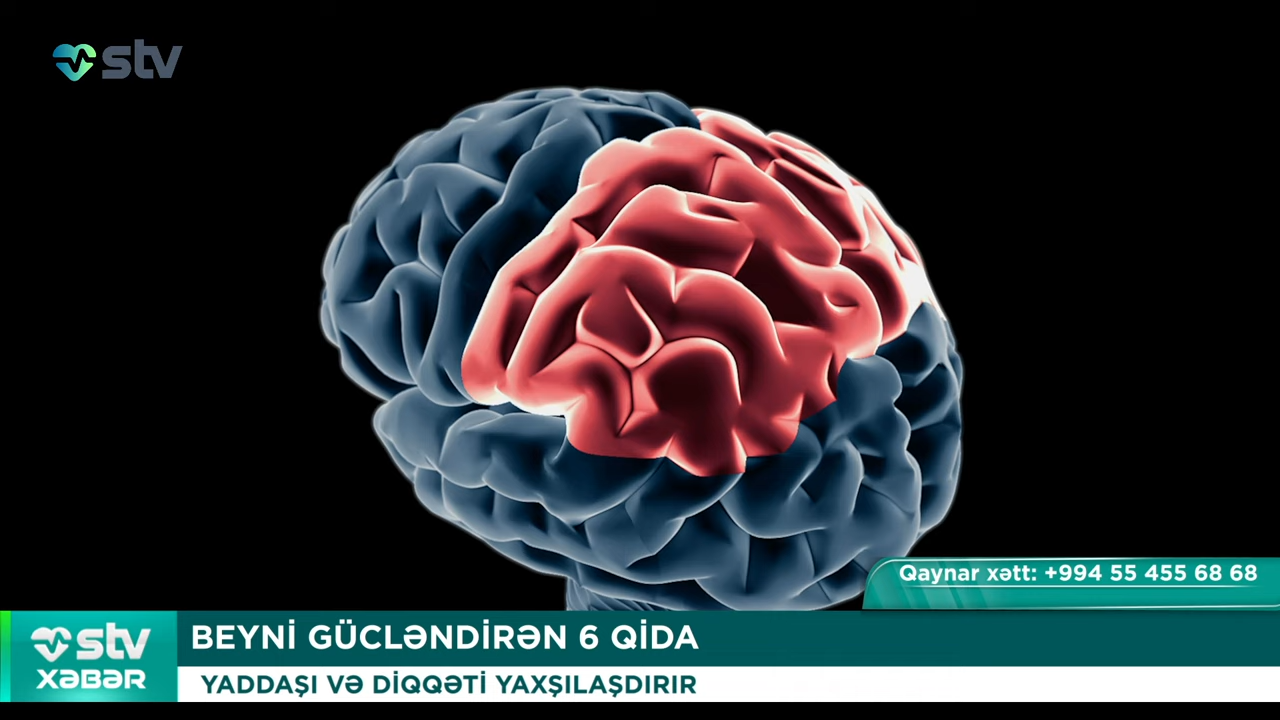 stv
Qaynar xətt: +994 55 455 68 68
stv
XƏBƏR
BEYNİ GÜCLƏNDİRƏN 6 QİDA
YADDAŞI VƏ DİQQƏTİ YAXŞILAŞDIRIR